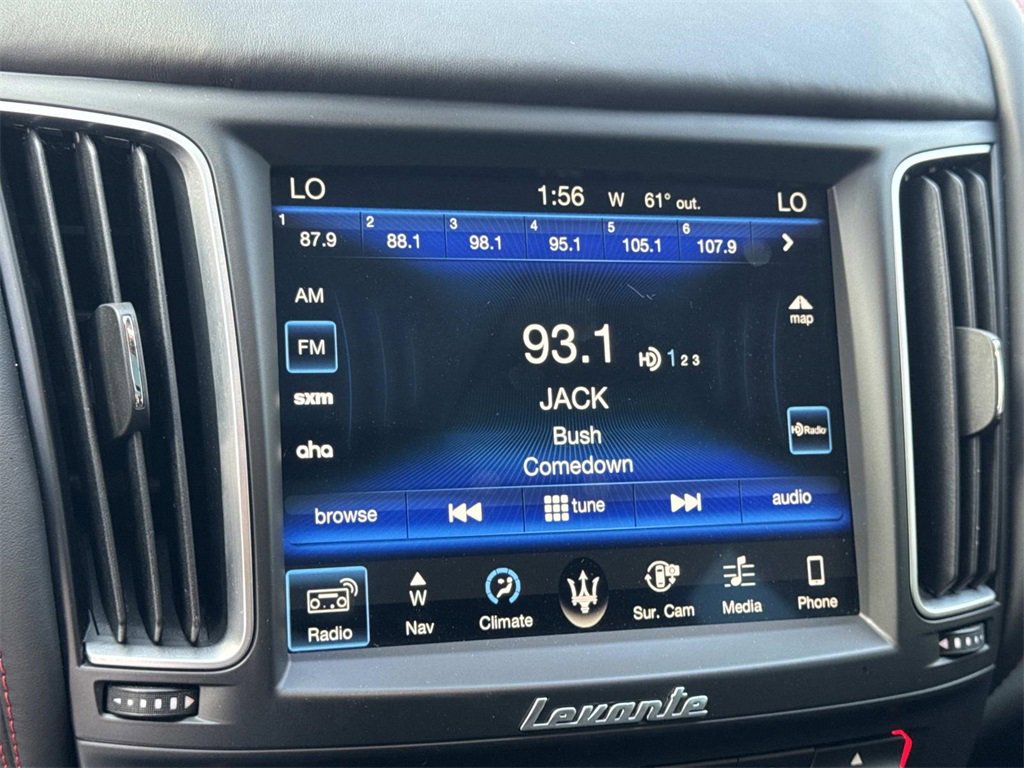 LO 1:56 W 61° out. LO
1 2 3 4 5 6
87.9 88.1 98.1 95.1 105.1 107.9
AM
map
FM
93.1 HD 1 2 3
sxm
JACK
HD Radio
aha
Bush
Comedown
browse tune audio
W
Radio Nav Climate Sur. Cam Media Phone
Levante